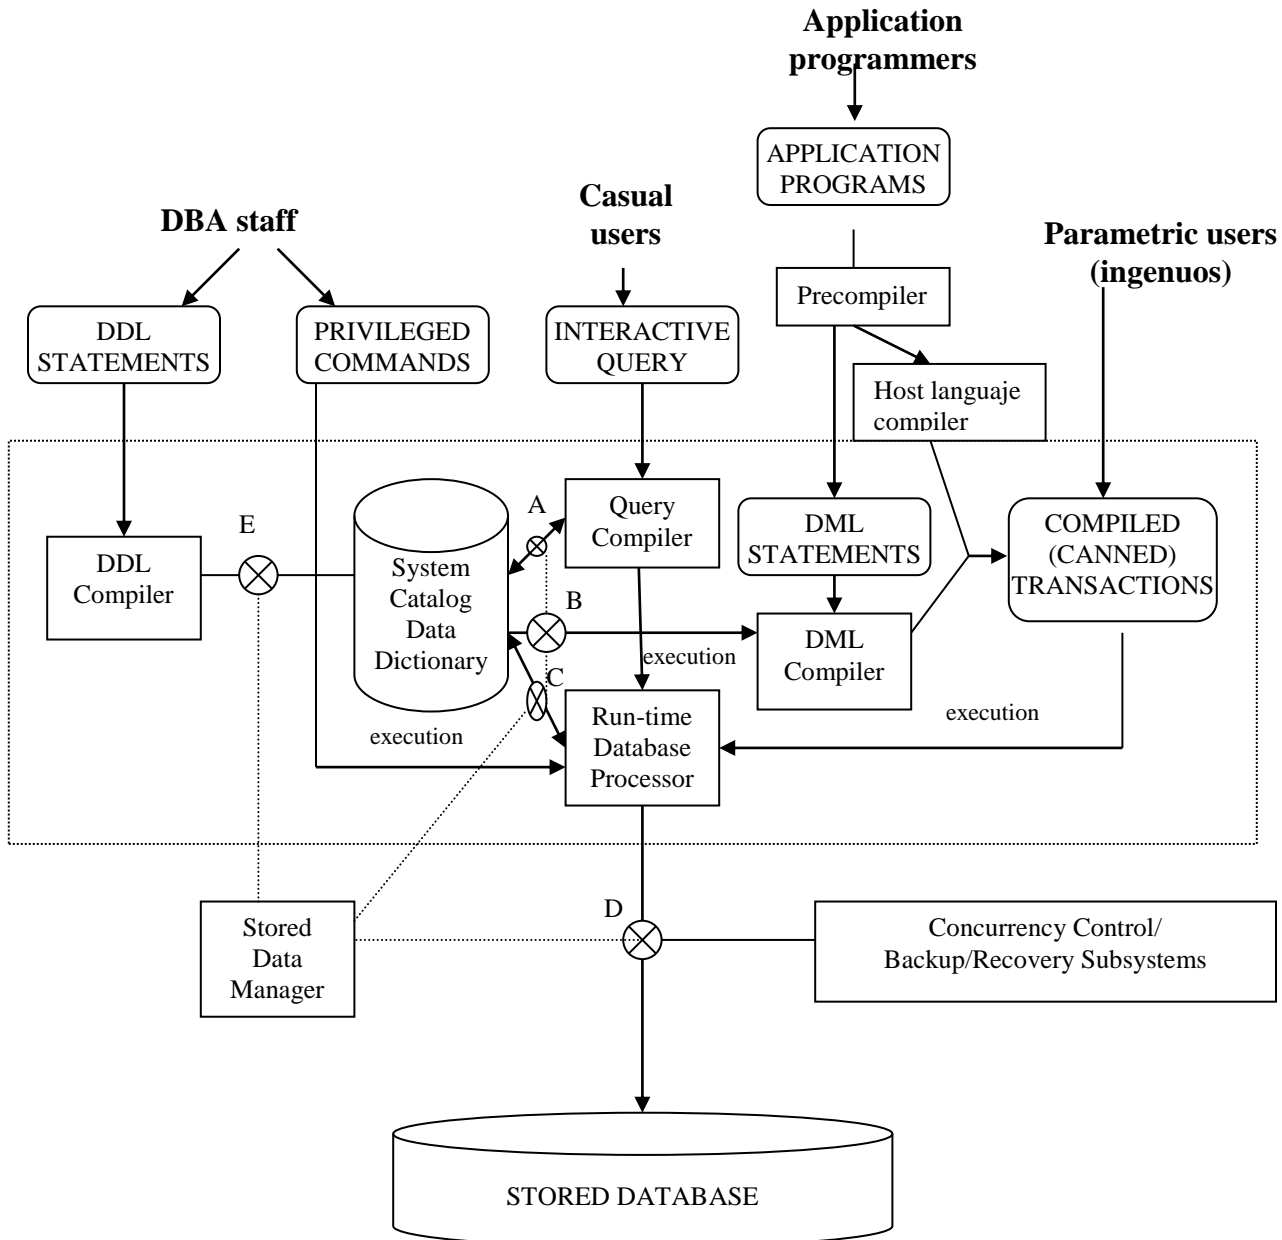 Application
programmers
APPLICATION
PROGRAMS
Casual
users
DBA staff
Parametric users
(ingenuos)
Precompiler
DDL
STATEMENTS
PRIVILEGED
COMMANDS
INTERACTIVE
QUERY
Host languaje
compiler
E
A
Query
Compiler
DML
STATEMENTS
COMPILED
(CANNED)
TRANSACTIONS
DDL
Compiler
System
Catalog
Data
Dictionary
B
execution
DML
Compiler
C
execution
Run-time
Database
Processor
execution
D
Stored
Data
Manager
Concurrency Control/
Backup/Recovery Subsystems
STORED DATABASE